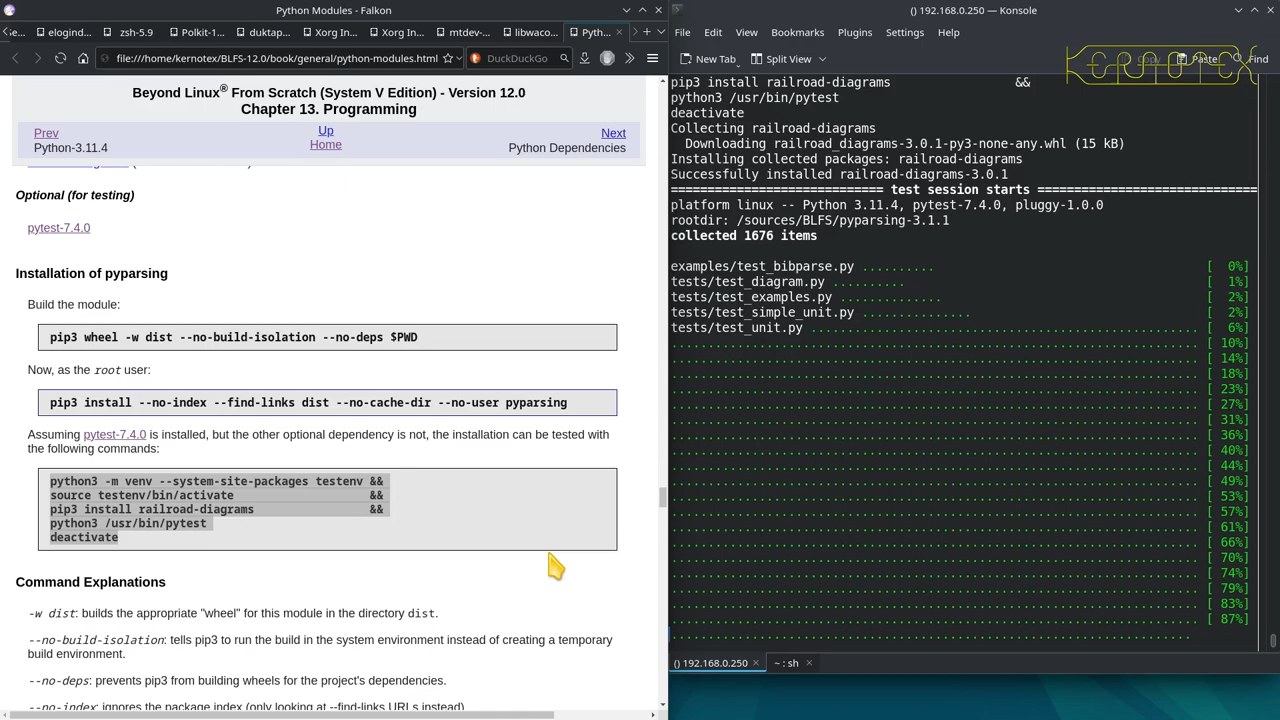 Python Modules - Falkon
elogind...
zsh-5.9
Polkit-1...
duktap...
Xorg In...
Xorg In...
mtdev-...
libwaco...
Pyth...
file:///home/kernotex/BLFS-12.0/book/general/python-modules.html
DuckDuckGo
Beyond Linux® From Scratch (System V Edition) - Version 12.0
Chapter 13. Programming
Prev
Up
Next
Python-3.11.4
Home
Python Dependencies
Optional (for testing)
pytest-7.4.0
Installation of pyparsing
Build the module:
pip3 wheel -w dist --no-build-isolation --no-deps $PWD
Now, as the root user:
pip3 install --no-index --find-links dist --no-cache-dir --no-user pyparsing
Assuming pytest-7.4.0 is installed, but the other optional dependency is not, the installation can be tested with
the following commands:
python3 -m venv --system-site-packages testenv &&
source testenv/bin/activate &&
pip3 install railroad-diagrams &&
python3 /usr/bin/pytest
deactivate
Command Explanations
-w dist: builds the appropriate "wheel" for this module in the directory dist.
--no-build-isolation: tells pip3 to run the build in the system environment instead of creating a temporary
build environment.
--no-deps: prevents pip3 from building wheels for the project's dependencies.
--no-index: ignores the package index (only looking at --find-links URLs instead)
() 192.168.0.250 — Konsole
File Edit View Bookmarks Plugins Settings Help
New Tab Split View Copy Paste Find
Kernotex
pip3 install railroad-diagrams &&
python3 /usr/bin/pytest
deactivate
Collecting railroad-diagrams
Downloading railroad_diagrams-3.0.1-py3-none-any.whl (15 kB)
Installing collected packages: railroad-diagrams
Successfully installed railroad-diagrams-3.0.1
============================ test session starts =============================
platform linux -- Python 3.11.4, pytest-7.4.0, pluggy-1.0.0
rootdir: /sources/BLFS/pyparsing-3.1.1
collected 1676 items
examples/test_bibparse.py .......... [ 0%]
tests/test_diagram.py .......... [ 1%]
tests/test_examples.py .............. [ 2%]
tests/test_simple_unit.py ............... [ 2%]
tests/test_unit.py ......................................................... [ 6%]
[ 10%]
[ 14%]
[ 18%]
[ 23%]
[ 27%]
[ 31%]
[ 36%]
[ 40%]
[ 44%]
[ 49%]
[ 53%]
[ 57%]
[ 61%]
[ 66%]
[ 70%]
[ 74%]
[ 79%]
[ 83%]
[ 87%]
() 192.168.0.250
~ : sh